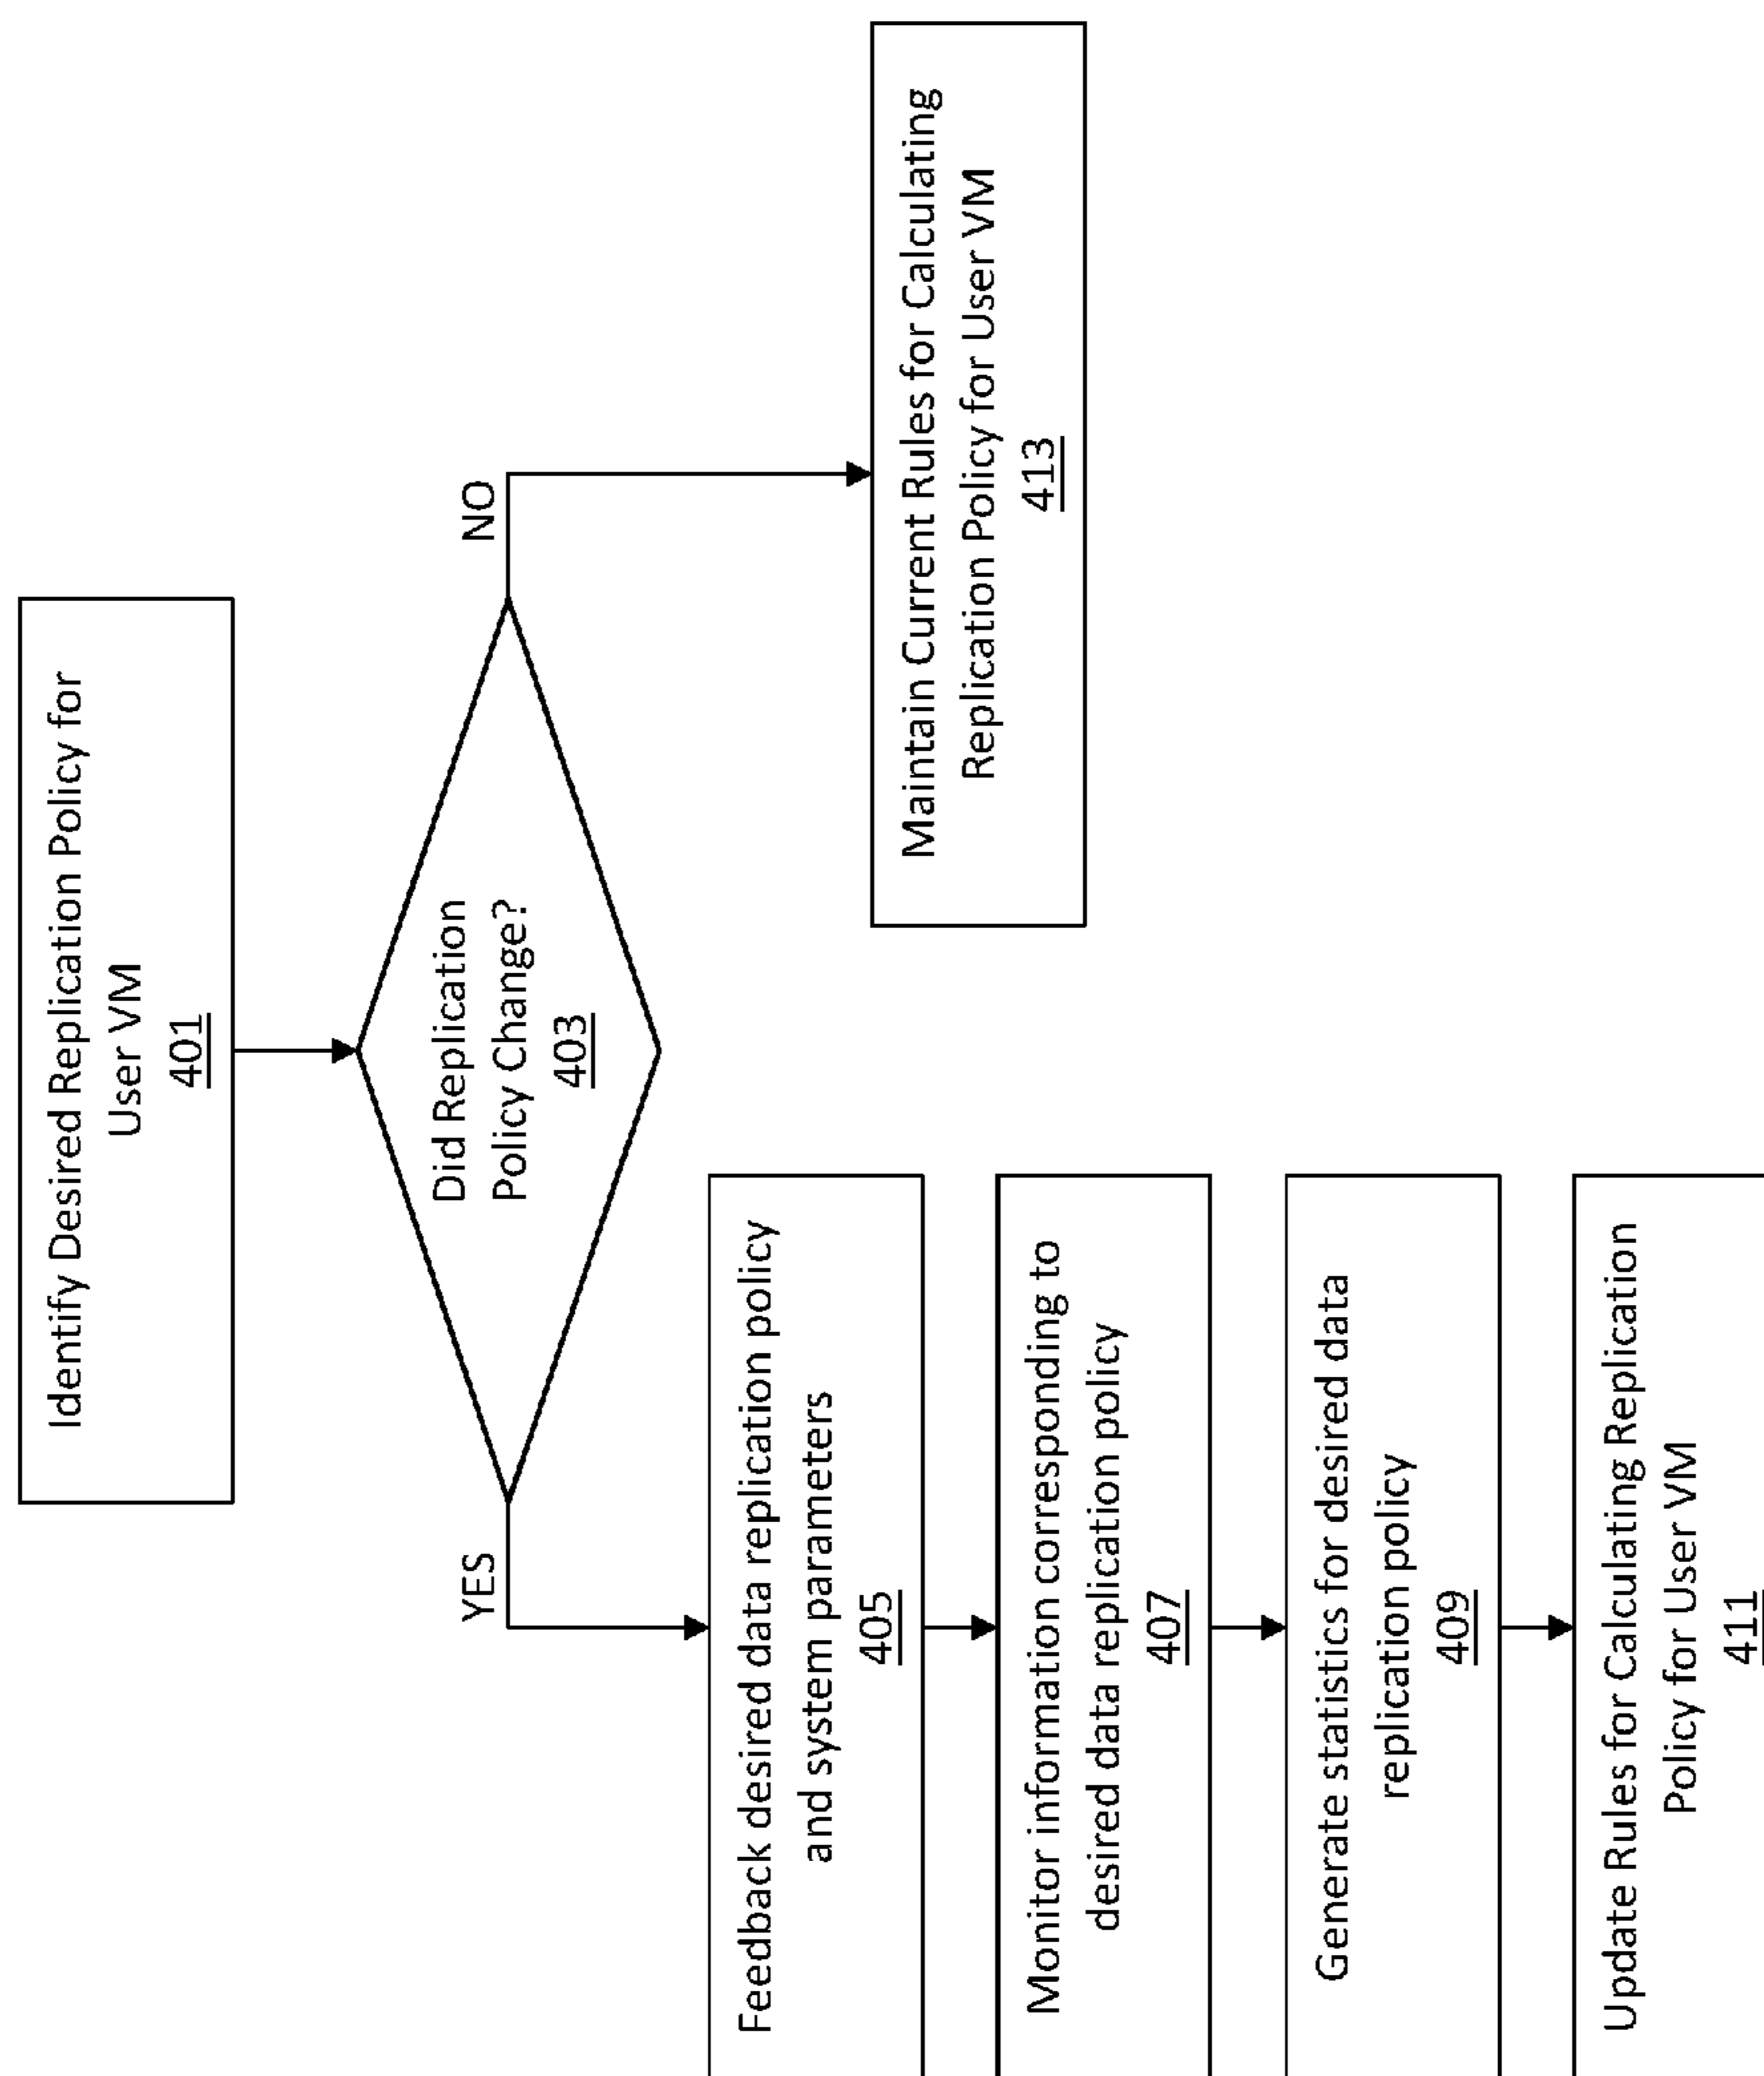 Identify Desired Replication Policy for
User VM
401
Did Replication
Policy Change?
403
YES
NO
Feedback desired data replication policy
and system parameters
405
Monitor information corresponding to
desired data replication policy
407
Generate statistics for desired data
replication policy
409
Update Rules for Calculating Replication
Policy for User VM
411
Maintain Current Rules for Calculating
Replication Policy for User VM
413